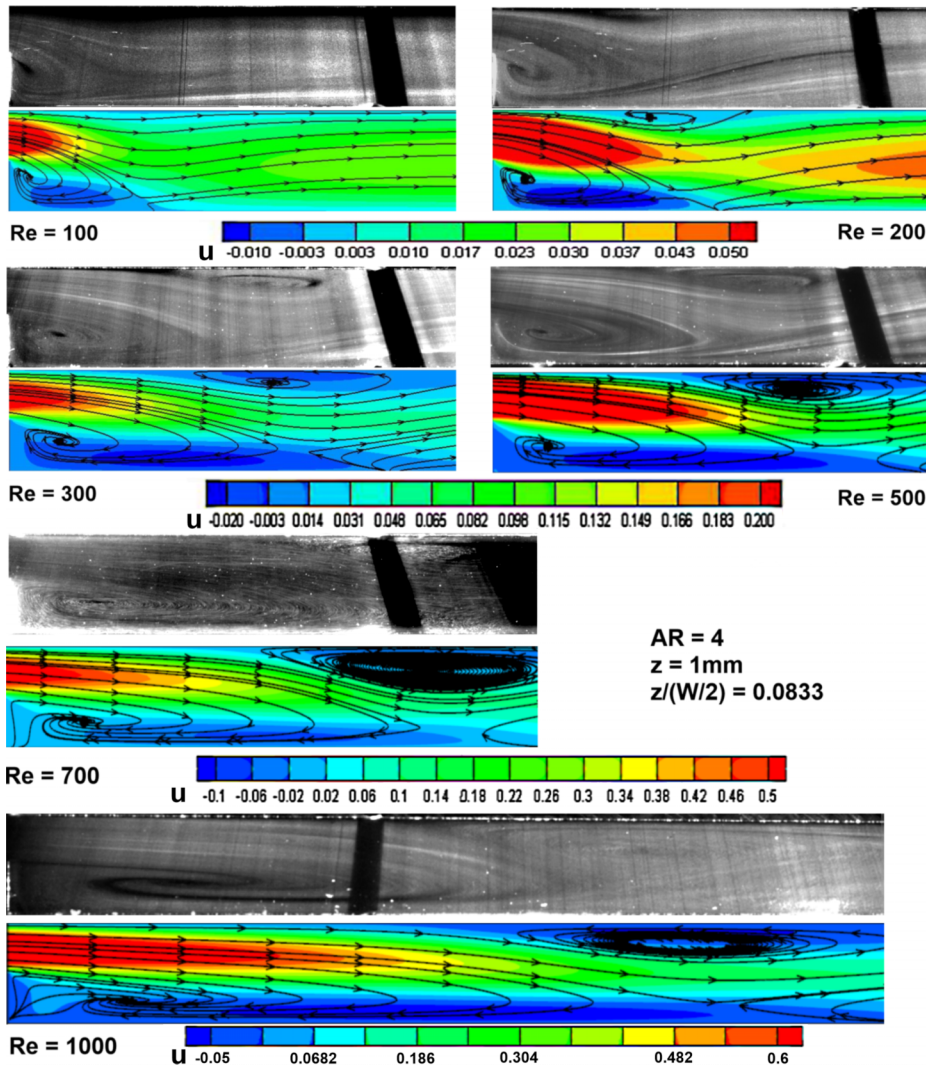 Re = 100
u
-0.010 -0.003 0.003 0.010 0.017 0.023 0.030 0.037 0.043 0.050
Re = 200
Re = 300
u
-0.020 -0.003 0.014 0.031 0.048 0.065 0.082 0.098 0.115 0.132 0.149 0.166 0.183 0.200
Re = 500
AR = 4
z = 1mm
z/(W/2) = 0.0833
Re = 700
u
-0.1 -0.06 -0.02 0.02 0.06 0.1 0.14 0.18 0.22 0.26 0.3 0.34 0.38 0.42 0.46 0.5
Re = 1000
u
-0.05 0.0682 0.186 0.304 0.482 0.6